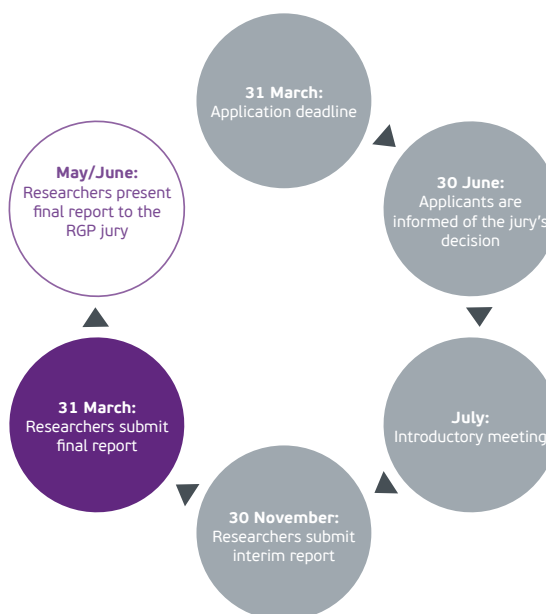 31 March:
Application deadline
30 June:
Applicants are
informed of the jury's
decision
July:
Introductory meeting
30 November:
Researchers submit
interim report
31 March:
Researchers submit
final report
May/June:
Researchers present
final report to the
RGP jury